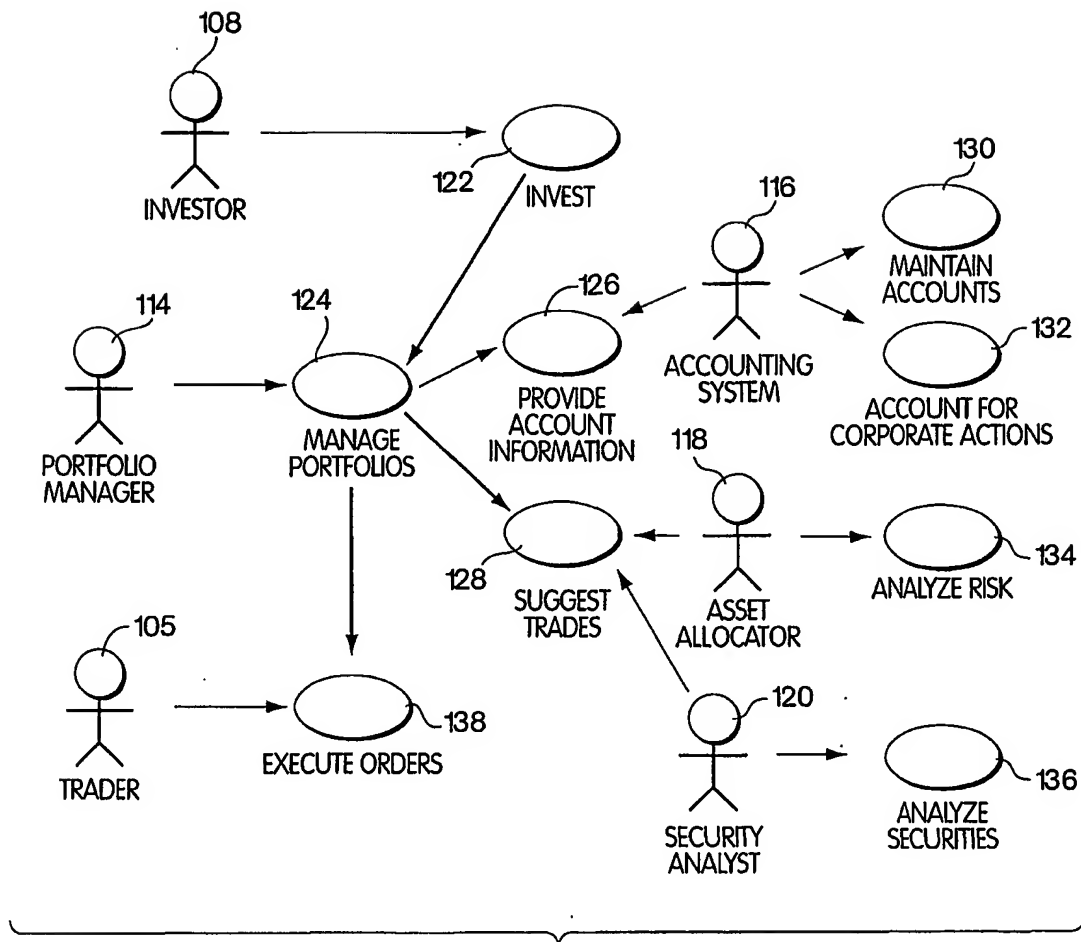 108
INVESTOR
122
INVEST
130
MAINTAIN
ACCOUNTS
116
ACCOUNTING
SYSTEM
132
ACCOUNT FOR
CORPORATE ACTIONS
114
PORTFOLIO
MANAGER
124
MANAGE
PORTFOLIOS
126
PROVIDE
ACCOUNT
INFORMATION
118
ASSET
ALLOCATOR
128
SUGGEST
TRADES
134
ANALYZE RISK
105
TRADER
138
EXECUTE ORDERS
120
SECURITY
ANALYST
136
ANALYZE
SECURITIES